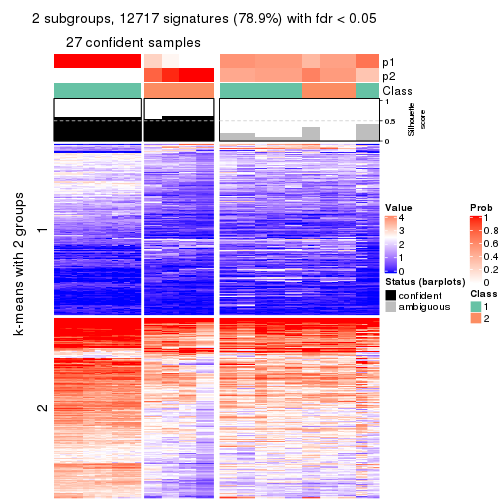 2 subgroups, 12717 signatures (78.9%) with fdr < 0.05
27 confident samples
p1
p2
Class
1
0.5
0
Silhouette
score
k-means with 2 groups
1
2
Value
4
3
2
1
0
Status (barplots)
confident
ambiguous
Prob
1
0.8
0.6
0.4
0.2
0
Class
1
2